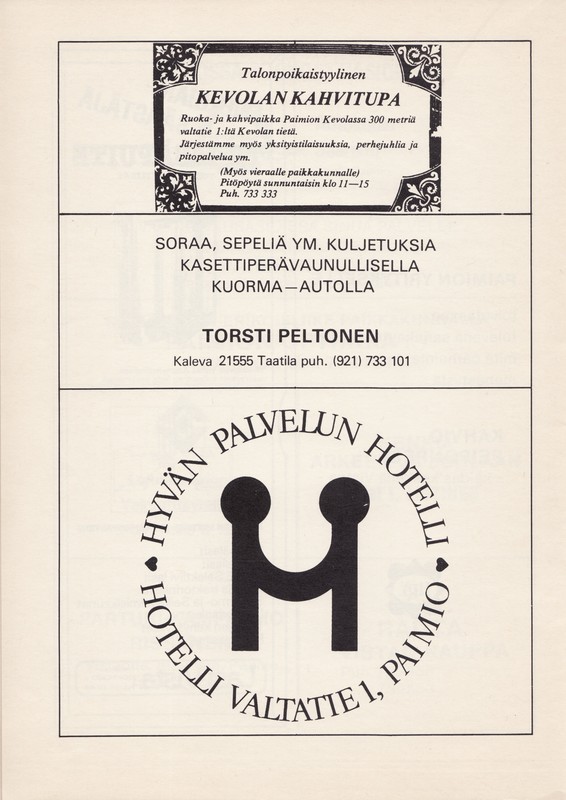 Talonpoikaistyylinen
KEVOLAN KAHVITUPA
Ruoka- ja kahvipaikka Paimion Kevolassa 300 metriä
valtatie 1:ltä Kevolan tietä.
Järjestämme myös yksityistilaisuuksia, perhejuhlia ja
pitopalvelua ym.
(Myös vieraalle paikkakunnalle)
Pitöpöytä sunnuntaisin klo 11—15
Puh. 733 333
SORAA, SEPELIÄ YM. KULJETUKSIA
KASETTIPERÄVAUNULLISELLA
KUORMA—AUTOLLA
TORSTI PELTONEN
Kaleva 21555 Taatila puh. (921) 733 101
HYVÄN PALVELUN HOTELLI
HOTELLI VALTATIE 1, PAIMIO